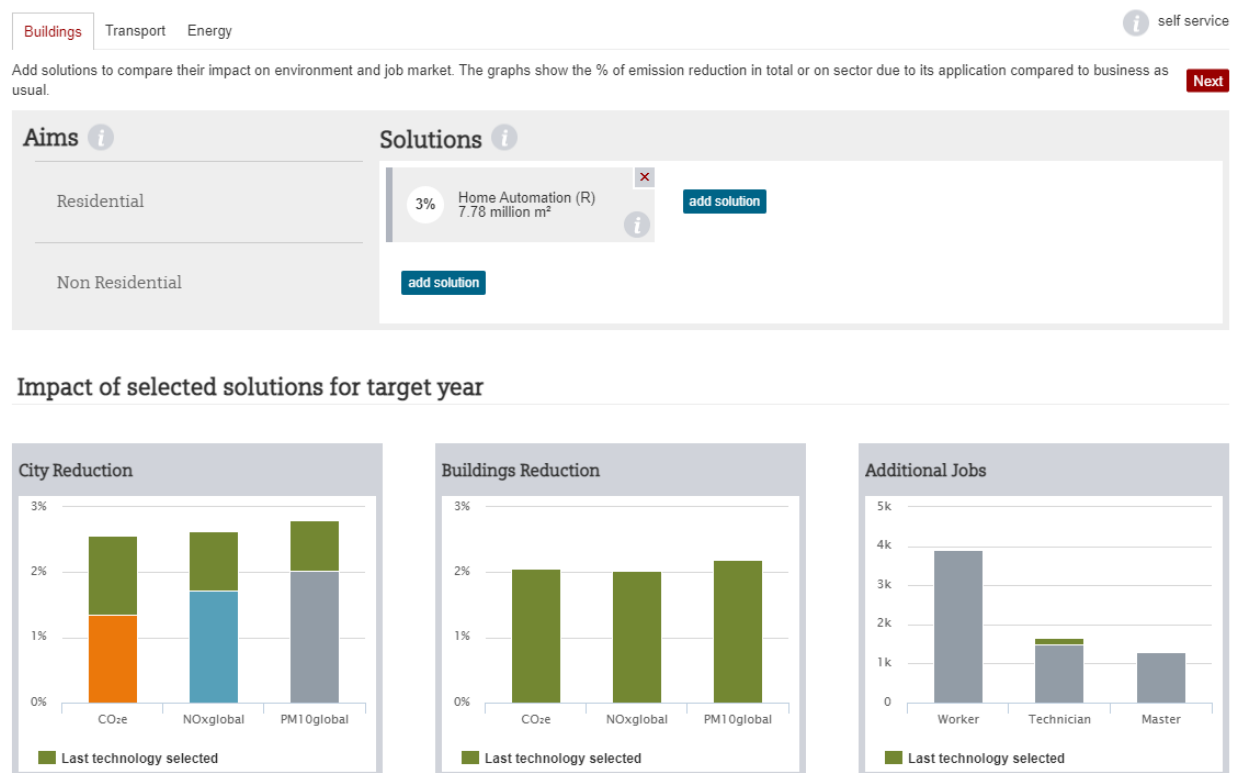 Buildings Transport Energy
i self service
Add solutions to compare their impact on environment and job market. The graphs show the % of emission reduction in total or on sector due to its application compared to business as
usual.
Next
Aims i
Solutions i
Residential
3%
Home Automation (R)
7.78 million m²
×
i
add solution
Non Residential
add solution
Impact of selected solutions for target year
City Reduction
3%
2%
1%
0%
CO₂e NOxglobal PM10global
Last technology selected
Buildings Reduction
3%
2%
1%
0%
CO₂e NOxglobal PM10global
Last technology selected
Additional Jobs
5k
4k
3k
2k
1k
0
Worker Technician Master
Last technology selected